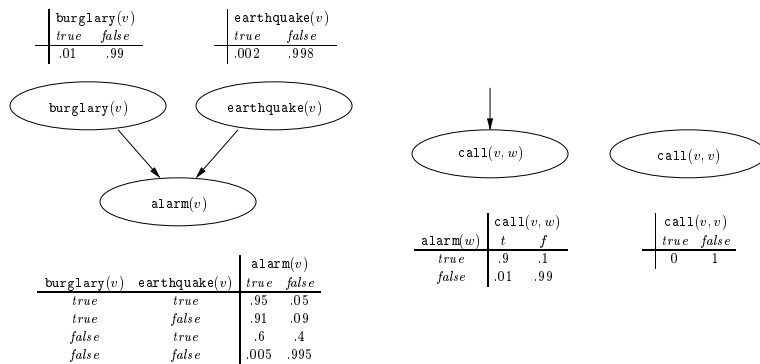 burglary(v)
true false
.01 .99
earthquake(v)
true false
.002 .998
burglary(v)
earthquake(v)
alarm(v)
alarm(v)
burglary(v) earthquake(v) true false
true true .95 .05
true false .91 .09
false true .6 .4
false false .005 .995
call(v, w)
call(v, v)
call(v, w)
alarm(w) t f
true .9 .1
false .01 .99
call(v, v)
true false
0 1